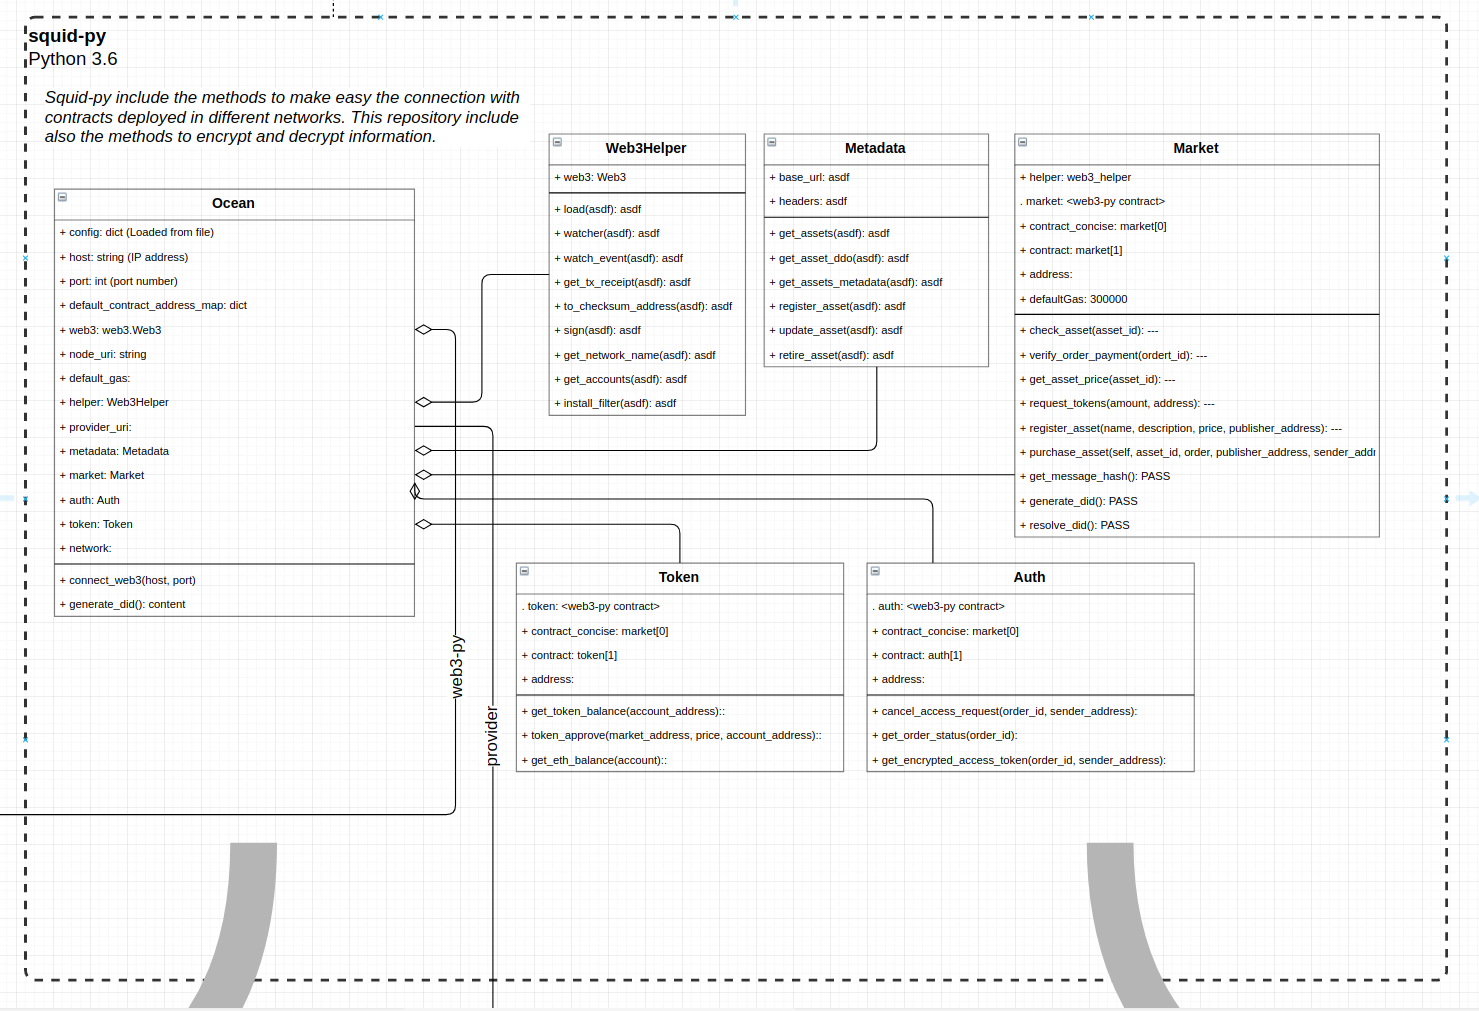 squid-py
Python 3.6
Squid-py include the methods to make easy the connection with
contracts deployed in different networks. This repository include
also the methods to encrypt and decrypt information.
Ocean
+ config: dict (Loaded from file)
+ host: string (IP address)
+ port: int (port number)
+ default_contract_address_map: dict
+ web3: web3.Web3
+ node_uri: string
+ default_gas:
+ helper: Web3Helper
+ provider_uri:
+ metadata: Metadata
+ market: Market
+ auth: Auth
+ token: Token
+ network:
+ connect_web3(host, port)
+ generate_did(): content
Web3Helper
+ web3: Web3
+ load(asdf): asdf
+ watcher(asdf): asdf
+ watch_event(asdf): asdf
+ get_tx_receipt(asdf): asdf
+ to_checksum_address(asdf): asdf
+ sign(asdf): asdf
+ get_network_name(asdf): asdf
+ get_accounts(asdf): asdf
+ install_filter(asdf): asdf
Metadata
+ base_url: asdf
+ headers: asdf
+ get_assets(asdf): asdf
+ get_asset_ddo(asdf): asdf
+ get_assets_metadata(asdf): asdf
+ register_asset(asdf): asdf
+ update_asset(asdf): asdf
+ retire_asset(asdf): asdf
Market
+ helper: web3_helper
. market: <web3-py contract>
+ contract_concise: market[0]
+ contract: market[1]
+ address:
+ defaultGas: 300000
+ check_asset(asset_id): ---
+ verify_order_payment(ordert_id): ---
+ get_asset_price(asset_id): ---
+ request_tokens(amount, address): ---
+ register_asset(name, description, price, publisher_address): ---
+ purchase_asset(self, asset_id, order, publisher_address, sender_addr
+ get_message_hash(): PASS
+ generate_did(): PASS
+ resolve_did(): PASS
Token
. token: <web3-py contract>
+ contract_concise: market[0]
+ contract: token[1]
+ address:
+ get_token_balance(account_address)::
+ token_approve(market_address, price, account_address)::
+ get_eth_balance(account)::
Auth
. auth: <web3-py contract>
+ contract_concise: market[0]
+ contract: auth[1]
+ address:
+ cancel_access_request(order_id, sender_address):
+ get_order_status(order_id):
+ get_encrypted_access_token(order_id, sender_address):
web3-py
provider